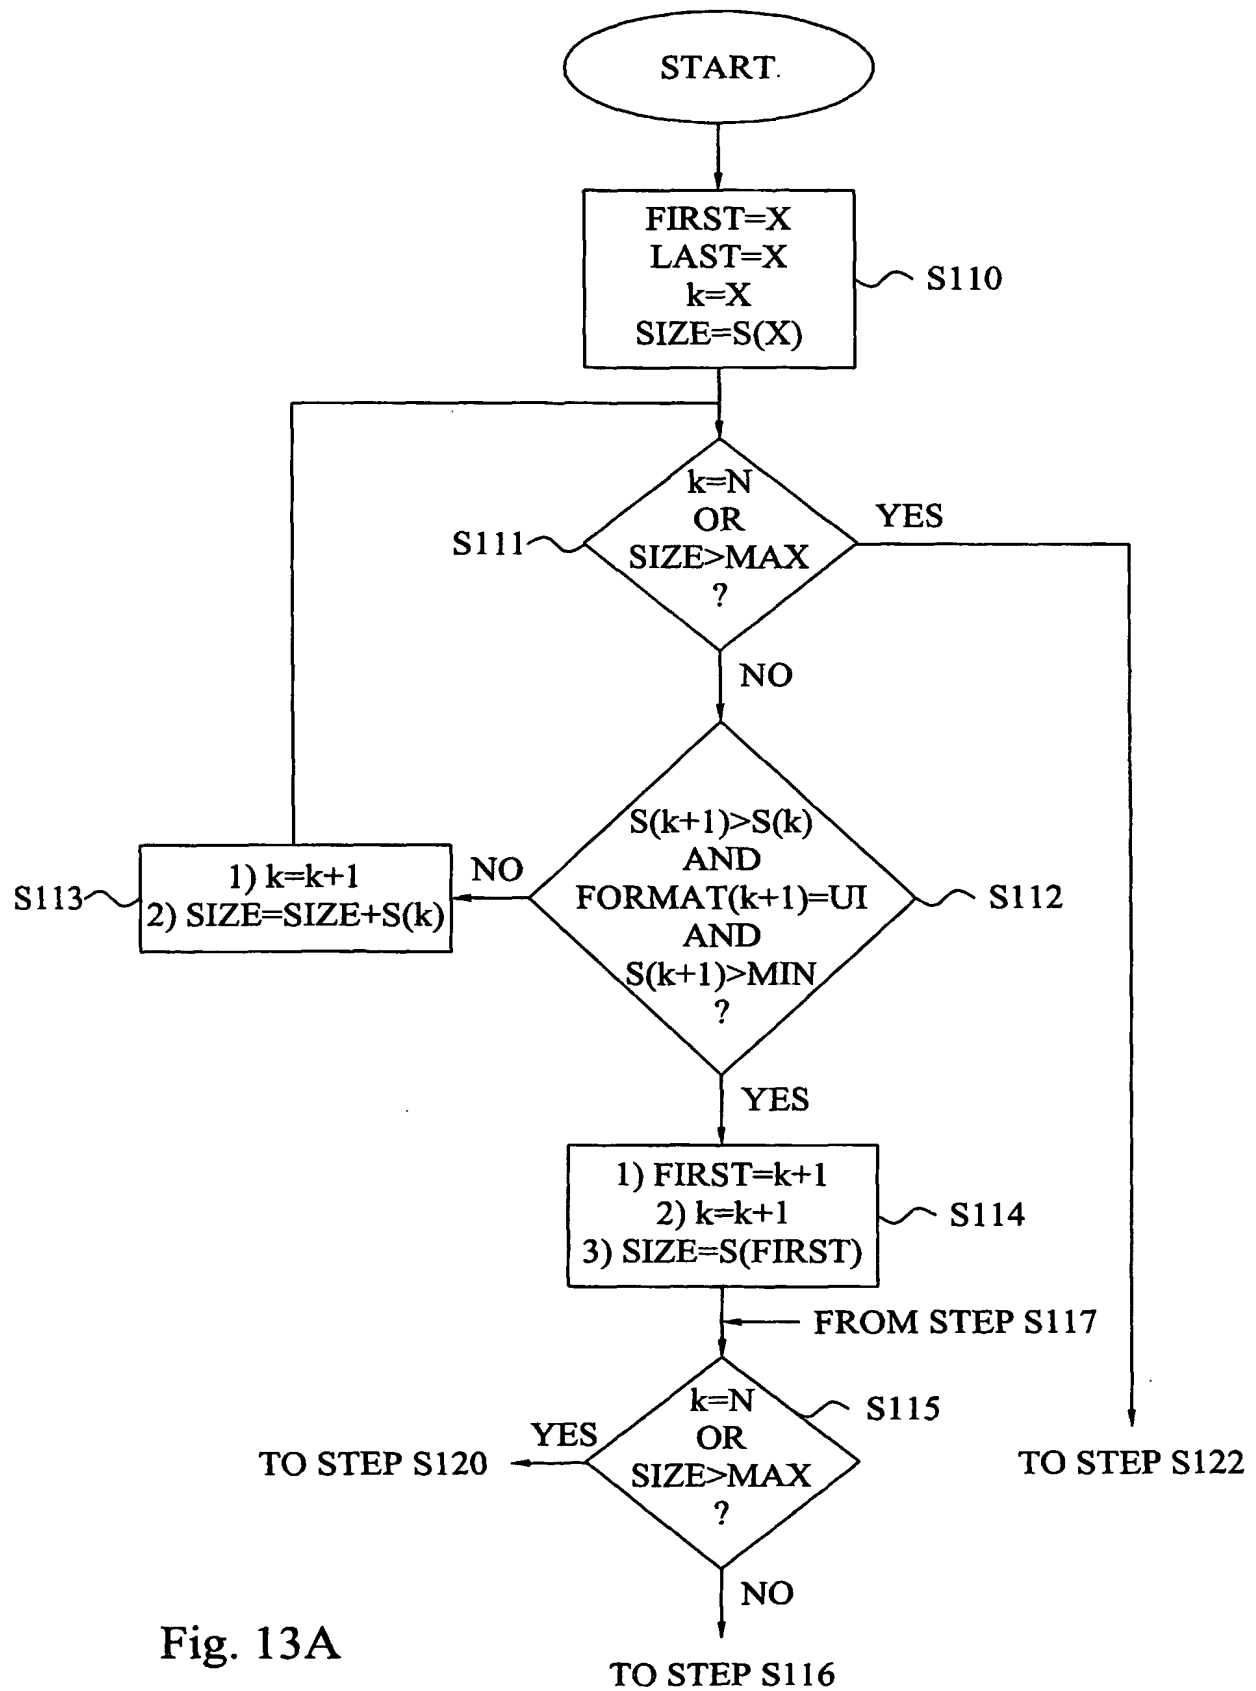 START
FIRST=X
LAST=X
k=X
SIZE=S(X)
S110
k=N
OR
SIZE>MAX
?
S111
YES
NO
S(k+1)>S(k)
AND
FORMAT(k+1)=UI
AND
S(k+1)>MIN
?
S112
NO
1) k=k+1
2) SIZE=SIZE+S(k)
S113
YES
1) FIRST=k+1
2) k=k+1
3) SIZE=S(FIRST)
S114
FROM STEP S117
k=N
OR
SIZE>MAX
?
S115
YES
TO STEP S120
TO STEP S122
NO
TO STEP S116
Fig. 13A